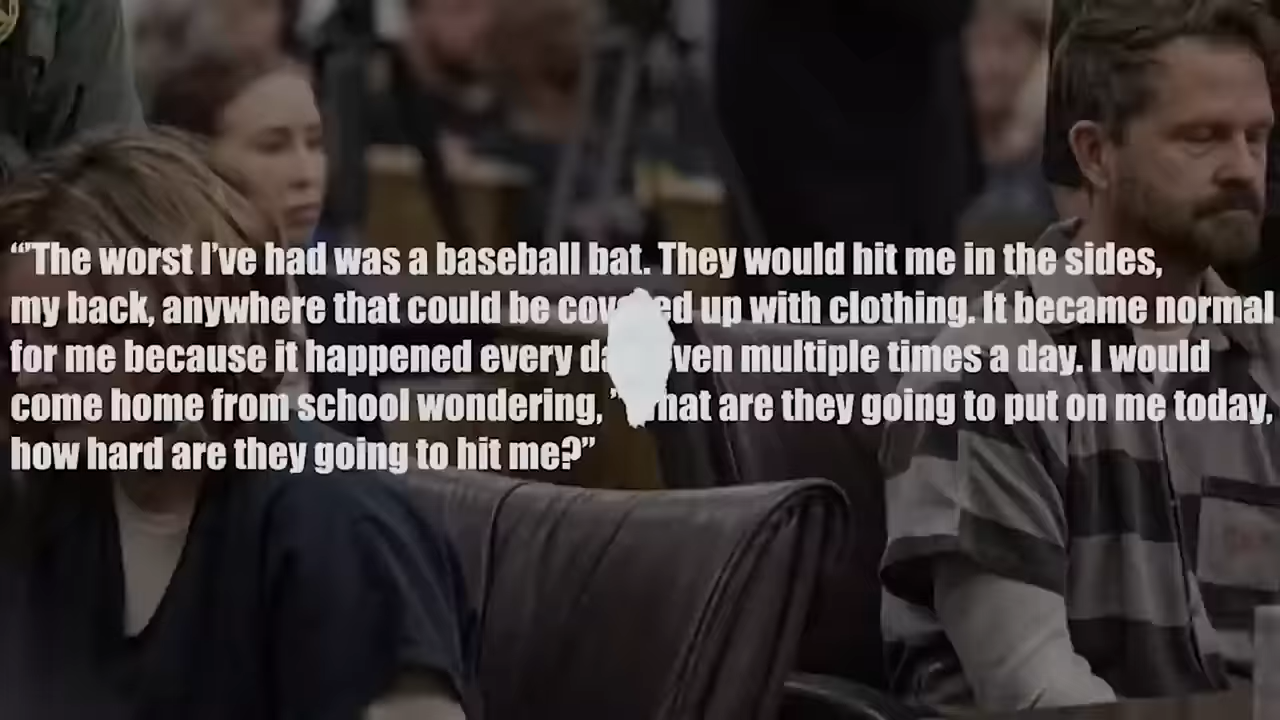 “’The worst I’ve had was a baseball bat. They would hit me in the sides,
my back, anywhere that could be covered up with clothing. It became normal
for me because it happened every multiple times a day. I would
come home from school wondering, are they going to put on me today,
how hard are they going to hit me?”